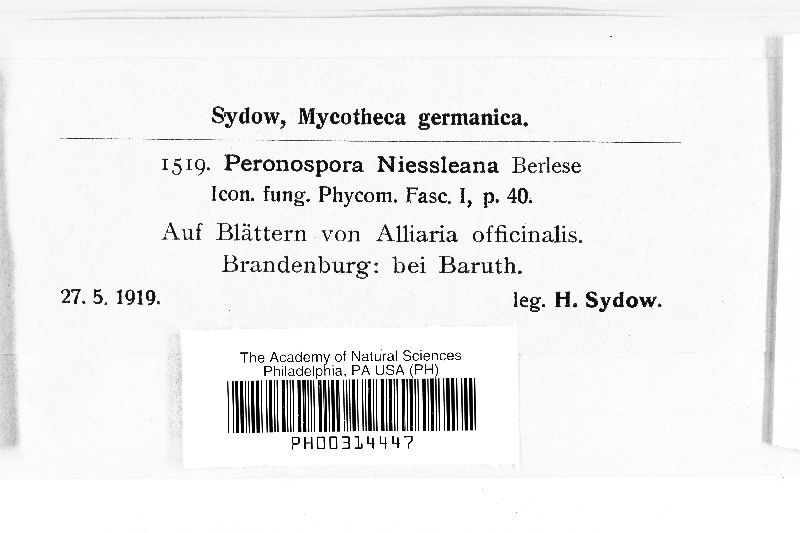 Sydow, Mycotheca germanica.
1519. Peronospora Niessleana Berlese
Icon. fung. Phycom. Fasc. I, p. 40.
Auf Blättern von Alliaria officinalis.
Brandenburg: bei Baruth.
27. 5. 1919. leg. H. Sydow.
The Academy of Natural Sciences
Philadelphia, PA USA (PH)
PH00314447